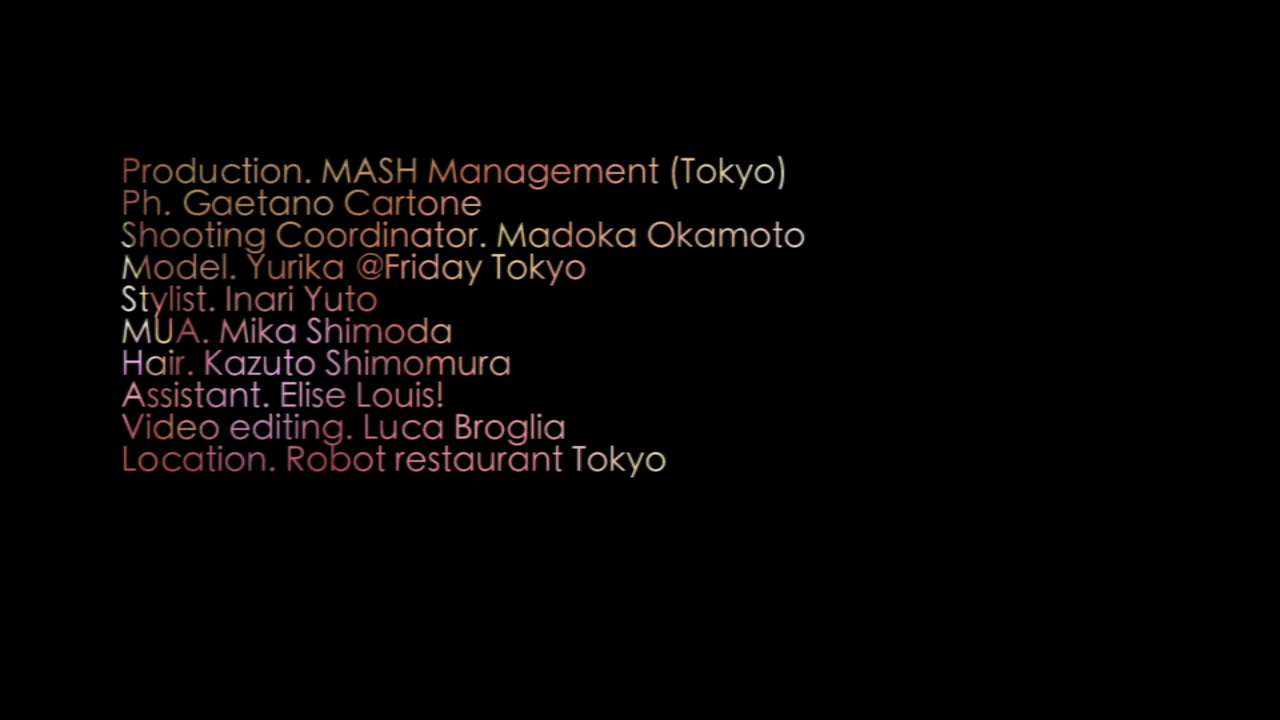 Production. MASH Management (Tokyo)
Ph. Gaetano Cartone
Shooting Coordinator. Madoka Okamoto
Model. Yurika @Friday Tokyo
Stylist. Inari Yuto
MUA. Mika Shimoda
Hair. Kazuto Shimomura
Assistant. Elise Louis!
Video editing. Luca Broglia
Location. Robot restaurant Tokyo